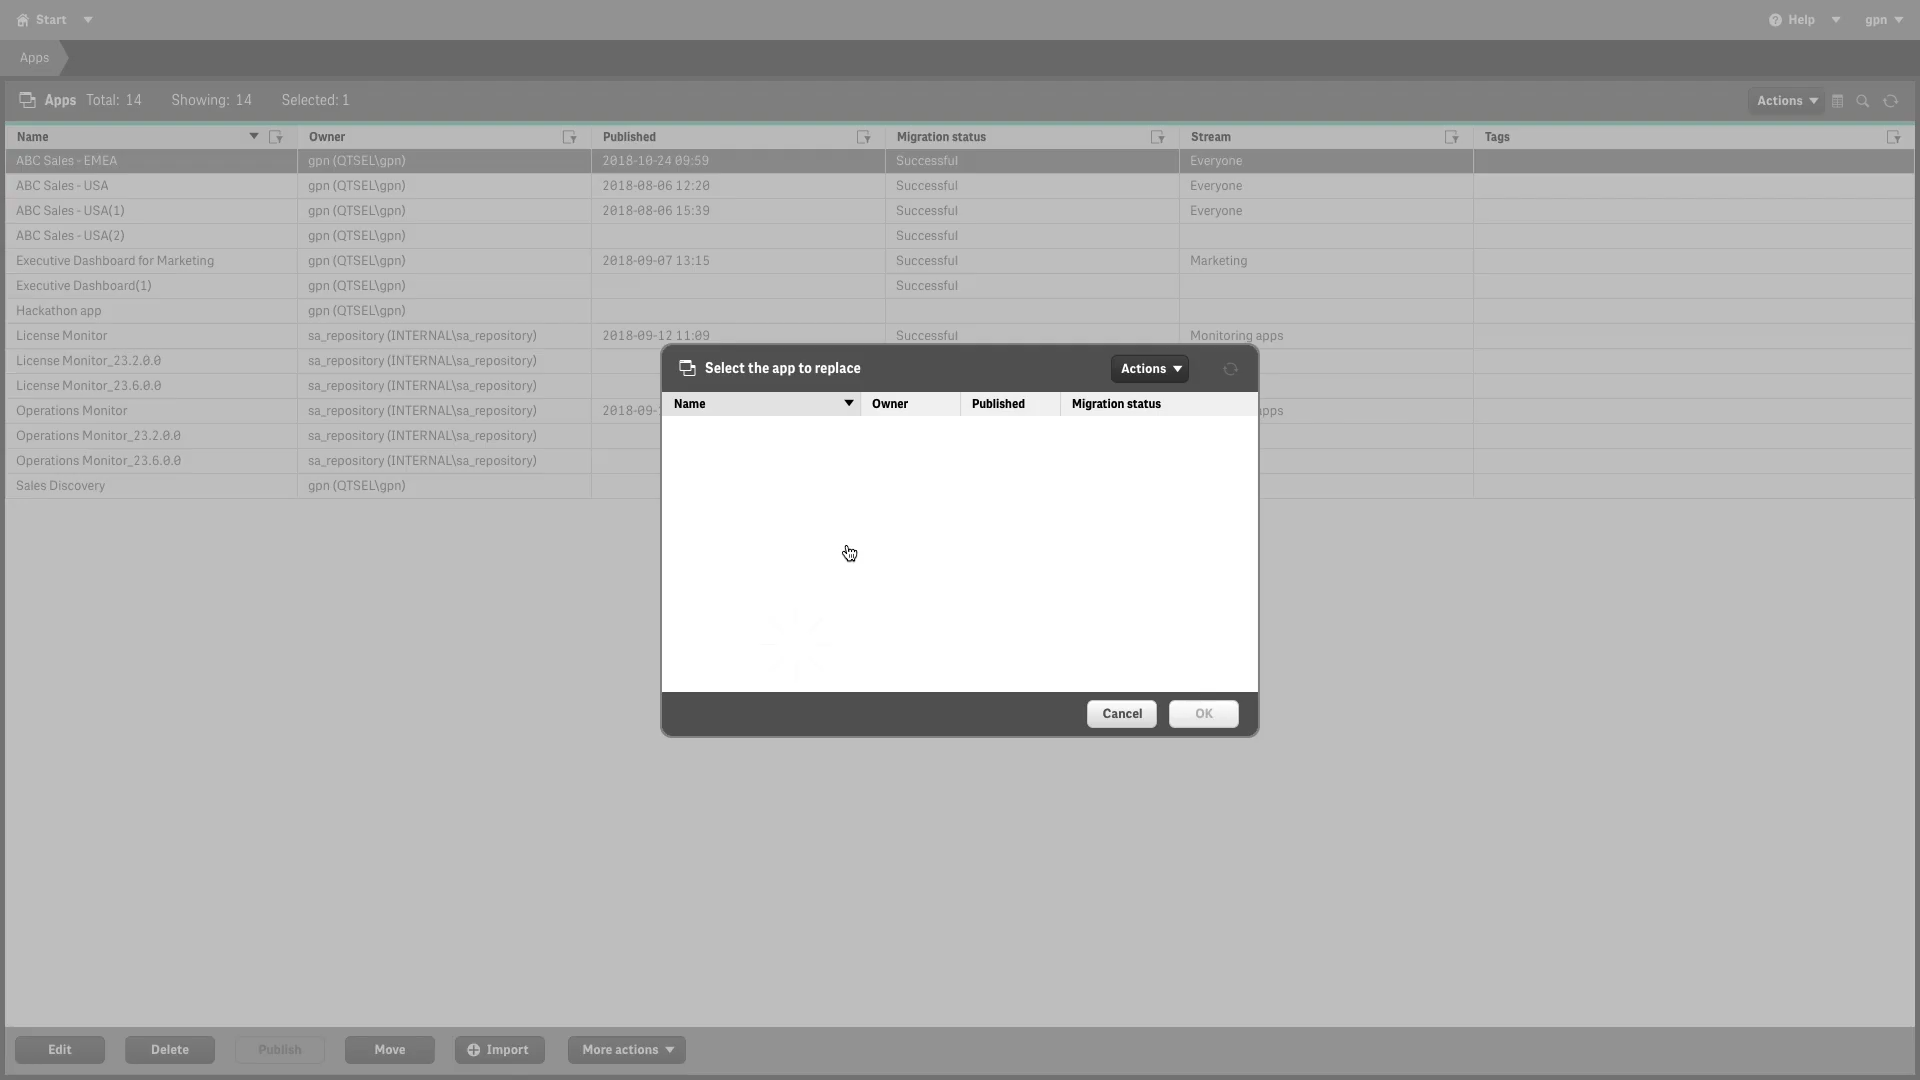 Start Help gpn
Apps
Apps Total: 14 Showing: 14 Selected: 1 Actions
Name Owner Published Migration status Stream Tags
ABC Sales - EMEA gpn (QTSEL\gpn) 2018-10-24 09:59 Successful Everyone
ABC Sales - USA gpn (QTSEL\gpn) 2018-08-06 12:20 Successful Everyone
ABC Sales - USA(1) gpn (QTSEL\gpn) 2018-08-06 15:39 Successful Everyone
ABC Sales - USA(2) gpn (QTSEL\gpn) Successful
Executive Dashboard for Marketing gpn (QTSEL\gpn) 2018-09-07 13:15 Successful Marketing
Executive Dashboard(1) gpn (QTSEL\gpn) Successful
Hackathon app gpn (QTSEL\gpn)
License Monitor sa_repository (INTERNAL\sa_repository) 2018-09-12 11:09 Successful Monitoring apps
License Monitor_23.2.0.0 sa_repository (INTERNAL\sa_repository)
License Monitor_23.6.0.0 sa_repository (INTERNAL\sa_repository)
Operations Monitor sa_repository (INTERNAL\sa_repository) 2018-09- apps
Operations Monitor_23.2.0.0 sa_repository (INTERNAL\sa_repository)
Operations Monitor_23.6.0.0 sa_repository (INTERNAL\sa_repository)
Sales Discovery gpn (QTSEL\gpn)
Select the app to replace Actions
Name Owner Published Migration status
Cancel OK
Edit Delete Publish Move Import More actions